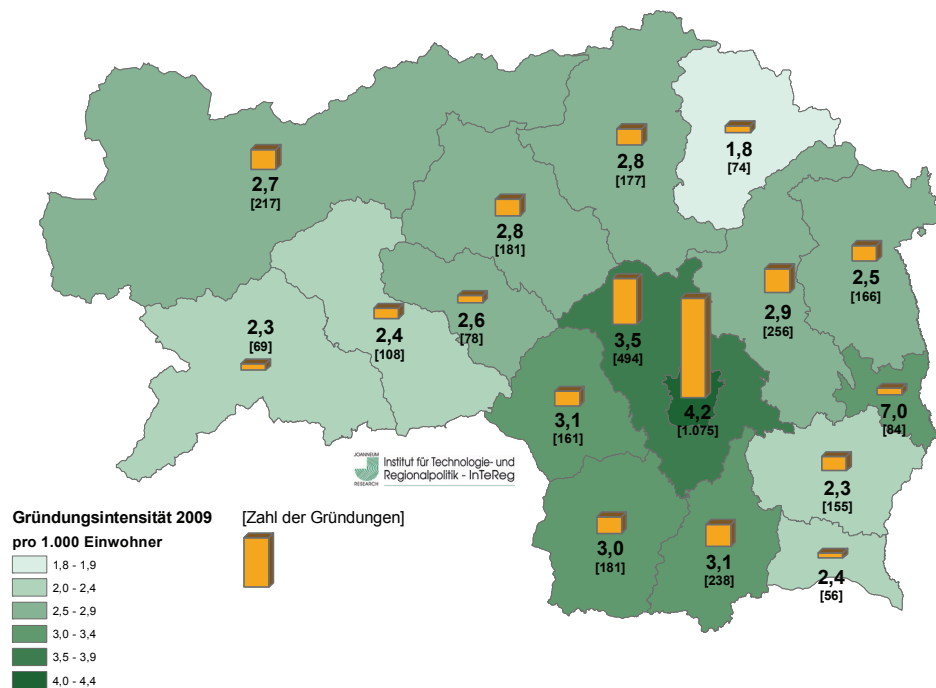 1,8
[74]
2,8
[177]
2,7
[217]
2,8
[181]
2,5
[166]
2,9
[256]
2,6
[78]
2,3
[69]
2,4
[108]
3,5
[494]
7,0
[84]
4,2
[1.075]
3,1
[161]
2,3
[155]
3,0
[181]
3,1
[238]
2,4
[56]
JOANNEUM
RESEARCH
Institut für Technologie- und
Regionalpolitik - InTeReg
Gründungsintensität 2009
pro 1.000 Einwohner
1,8 - 1,9
2,0 - 2,4
2,5 - 2,9
3,0 - 3,4
3,5 - 3,9
4,0 - 4,4
[Zahl der Gründungen]